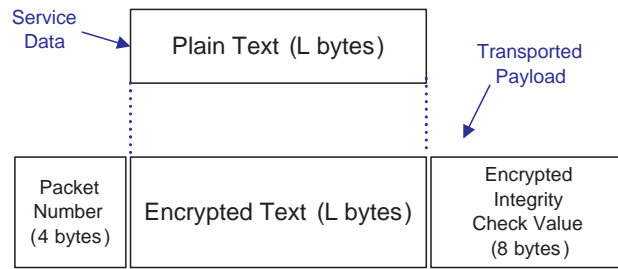 Service
Data
Plain Text (L bytes)
Transported
Payload
Packet
Number
(4 bytes)
Encrypted Text (L bytes)
Encrypted
Integrity
Check Value
(8 bytes)